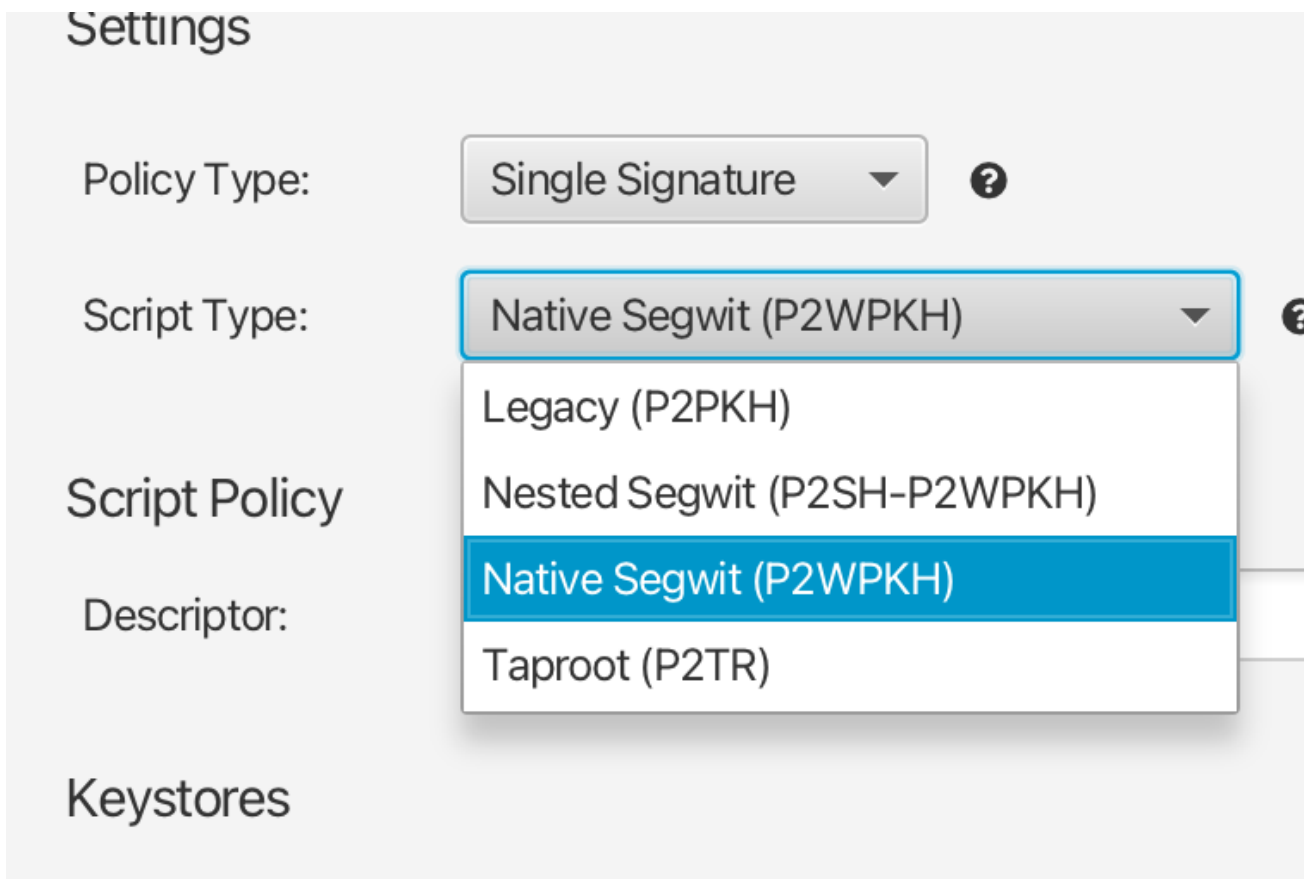 Settings
Policy Type:
Single Signature
Script Type:
Native Segwit (P2WPKH)
Legacy (P2PKH)
Nested Segwit (P2SH-P2WPKH)
Native Segwit (P2WPKH)
Taproot (P2TR)
Script Policy
Descriptor:
Keystores